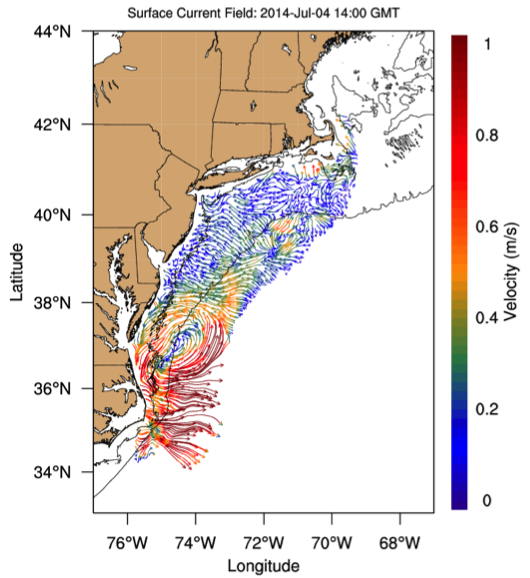 Surface Current Field: 2014-Jul-04 14:00 GMT
44°N
42°N
40°N
38°N
36°N
34°N
Latitude
76°W 74°W 72°W 70°W 68°W
Longitude
1
0.8
0.6
0.4
0.2
0
Velocity (m/s)